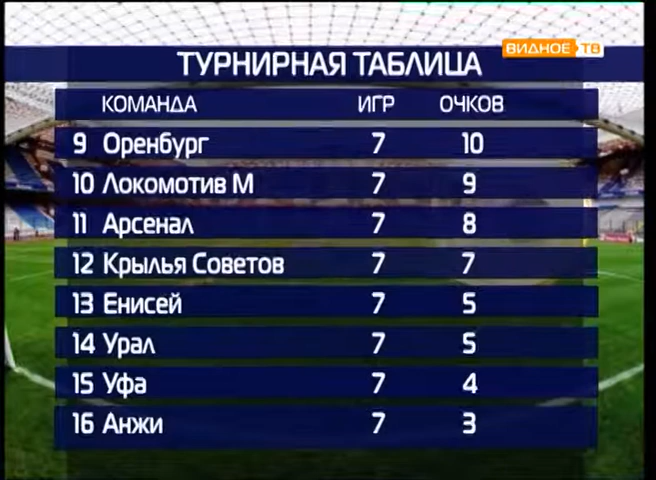 ВИДНОЕ ТВ
ТУРНИРНАЯ ТАБЛИЦА
КОМАНДА ИГР ОЧКОВ
9 Оренбург 7 10
10 Локомотив М 7 9
11 Арсенал 7 8
12 Крылья Советов 7 7
13 Енисей 7 5
14 Урал 7 5
15 Уфа 7 4
16 Анжи 7 3